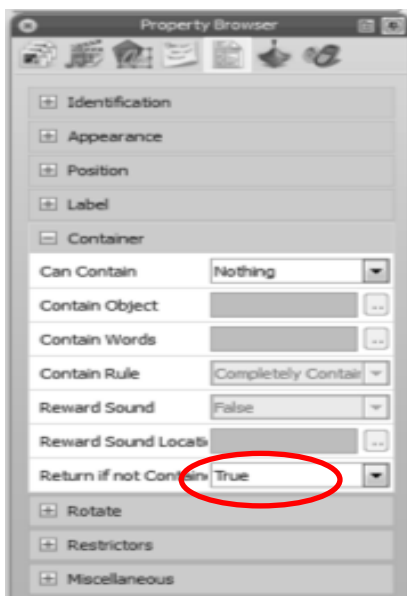 Property Browser
Identification
Appearance
Position
Label
Container
Can Contain Nothing
Contain Object ..
Contain Words ..
Contain Rule Completely Contair
Reward Sound False
Reward Sound Locati ..
Return if not Contain True
Rotate
Restrictors
Miscellaneous